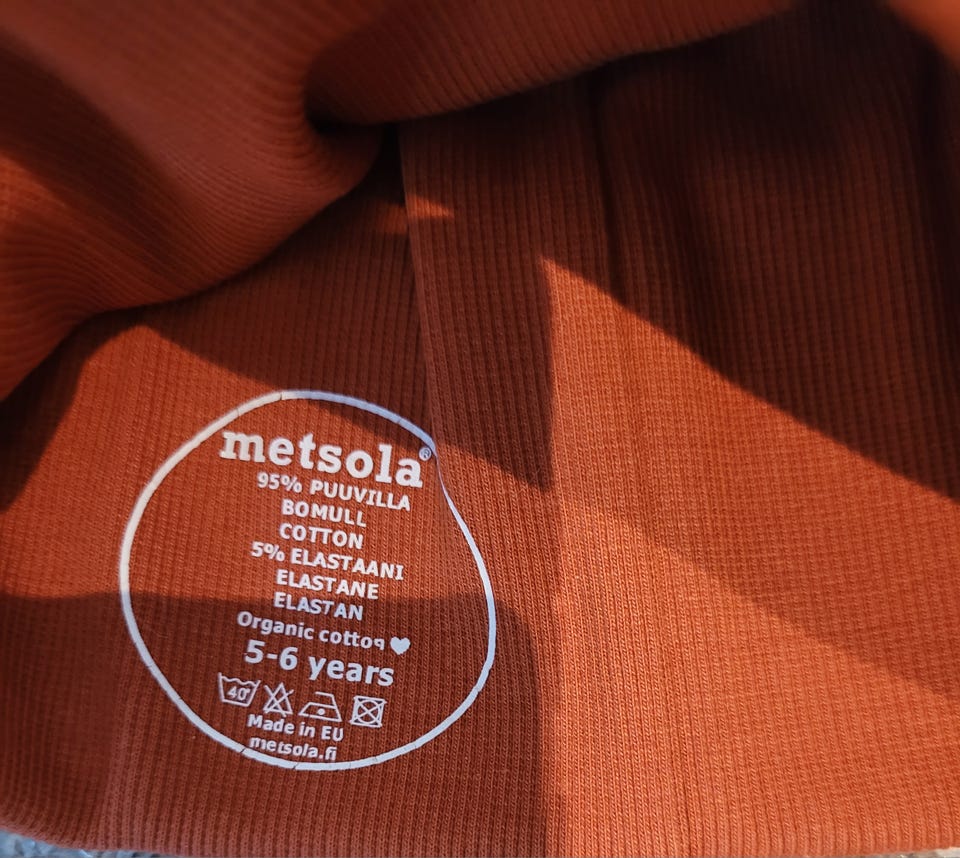 metsola®
95% PUUVILLA
BOMULL
COTTON
5% ELASTAANI
ELASTANE
ELASTAN
Organic cotton
5-6 years
40°
Made in EU
metsola.fi